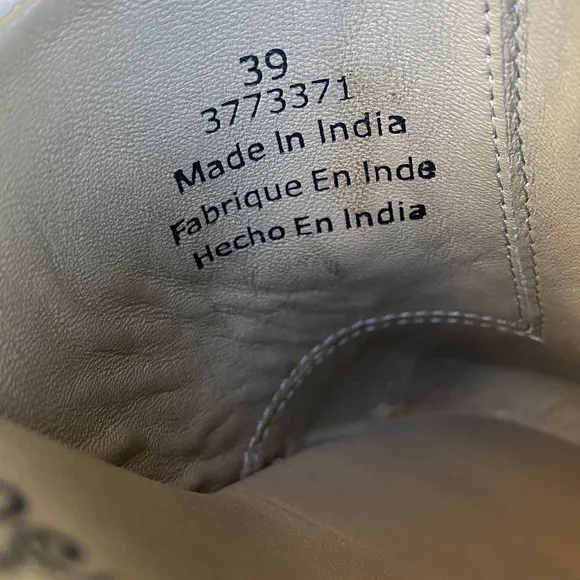 39
3773371
Made In India
Fabrique En Inde
Hecho En India